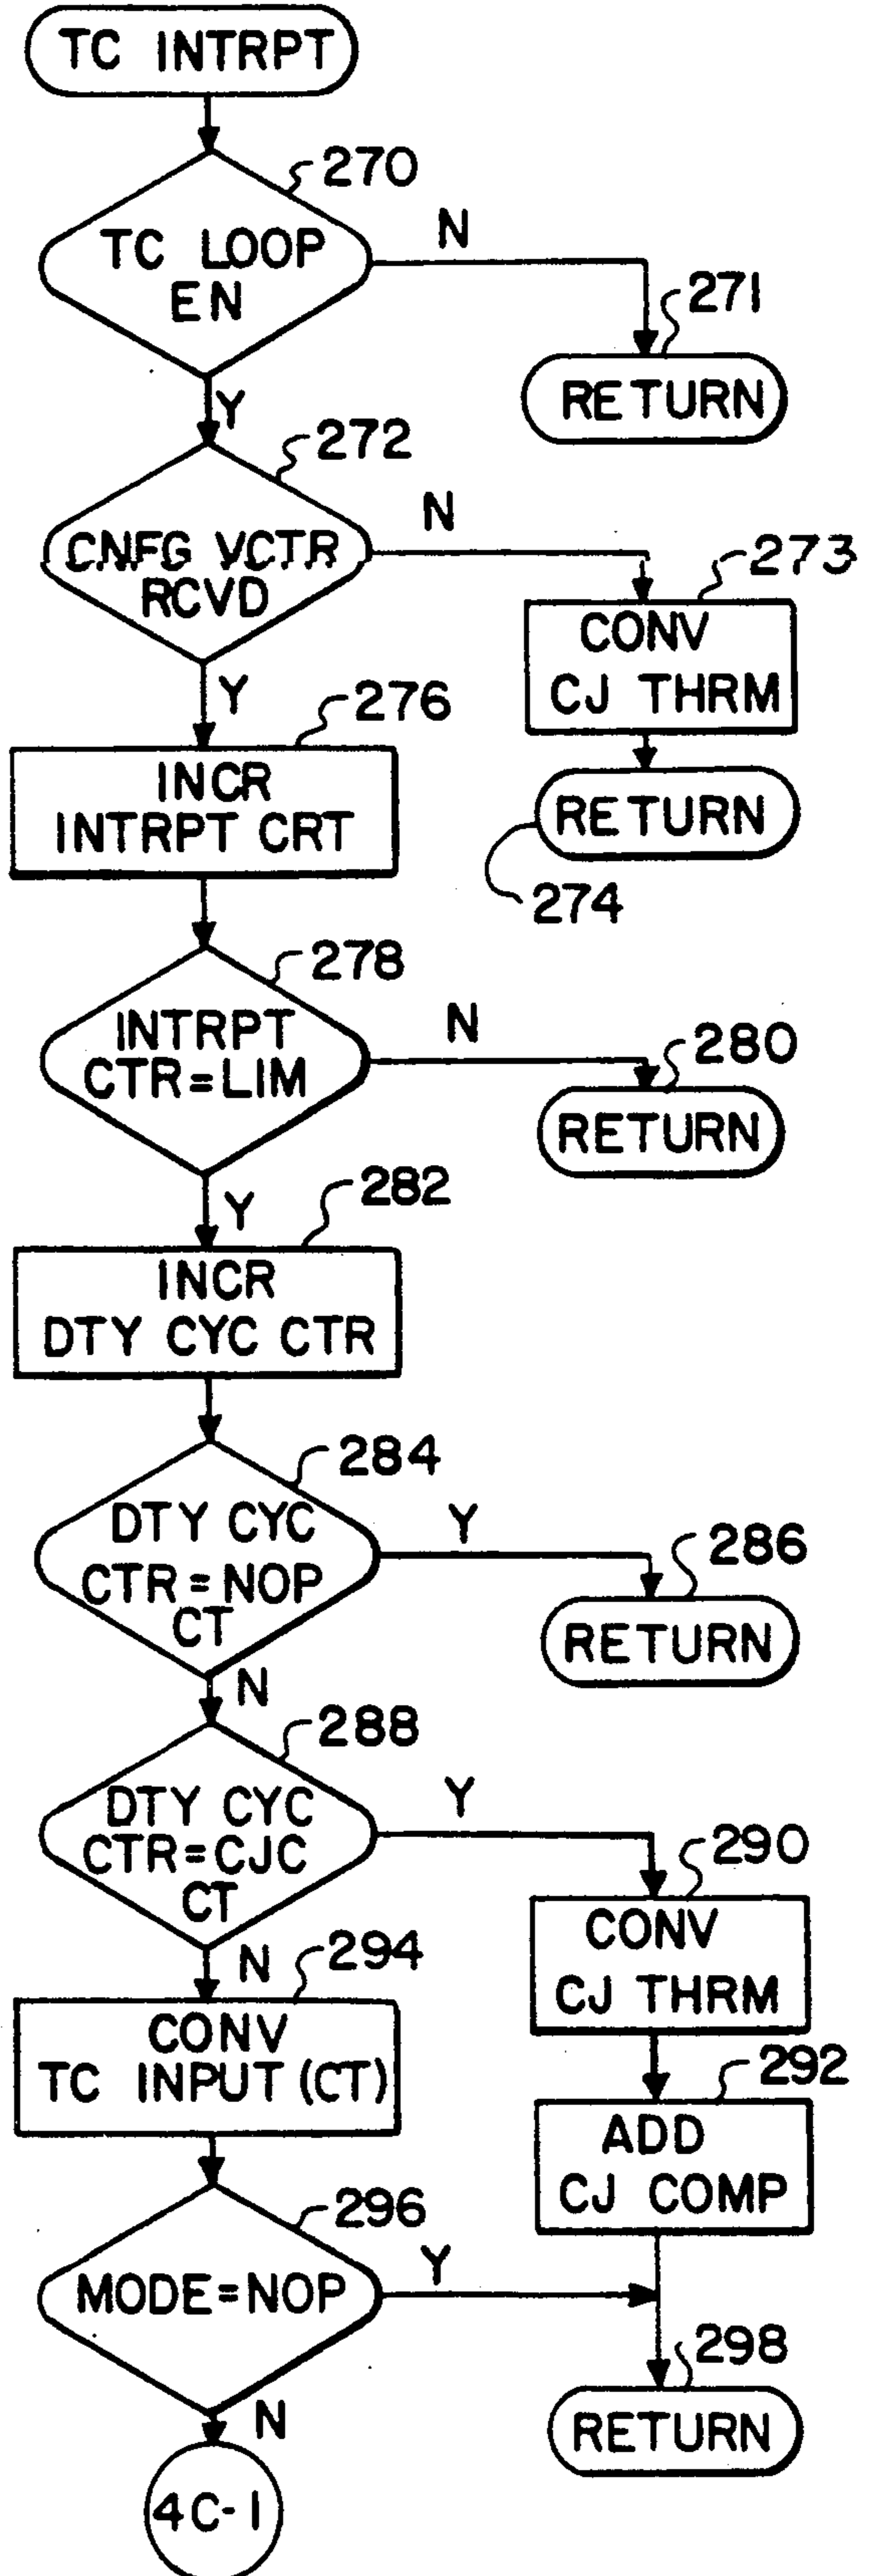 TC INTRPT
270
TC LOOP
EN
N
271
RETURN
Y
272
CNFG VCTR
RCVD
N
273
CONV
CJ THRM
274
RETURN
Y
276
INCR
INTRPT CRT
278
INTRPT
CTR=LIM
N
280
RETURN
Y
282
INCR
DTY CYC CTR
284
DTY CYC
CTR=NOP
CT
Y
286
RETURN
N
288
DTY CYC
CTR=CJC
CT
Y
290
CONV
CJ THRM
292
ADD
CJ COMP
N
294
CONV
TC INPUT (CT)
296
MODE=NOP
Y
298
RETURN
N
4C-1